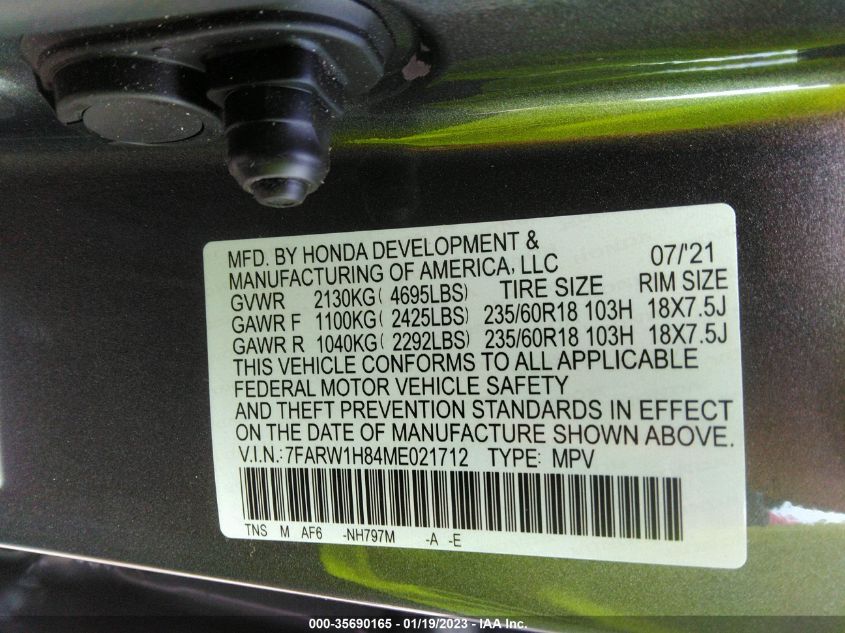 MFD. BY HONDA DEVELOPMENT &
MANUFACTURING OF AMERICA, LLC 07/'21
GVWR 2130KG( 4695LBS) TIRE SIZE RIM SIZE
GAWR F 1100KG( 2425LBS) 235/60R18 103H 18X7.5J
GAWR R 1040KG( 2292LBS) 235/60R18 103H 18X7.5J
THIS VEHICLE CONFORMS TO ALL APPLICABLE
FEDERAL MOTOR VEHICLE SAFETY
AND THEFT PREVENTION STANDARDS IN EFFECT
ON THE DATE OF MANUFACTURE SHOWN ABOVE.
V.I.N.: 7FARW1H84ME021712 TYPE: MPV
TNS M AF6 -NH797M -A -E
000-35690165 - 01/19/2023 - IAA Inc.